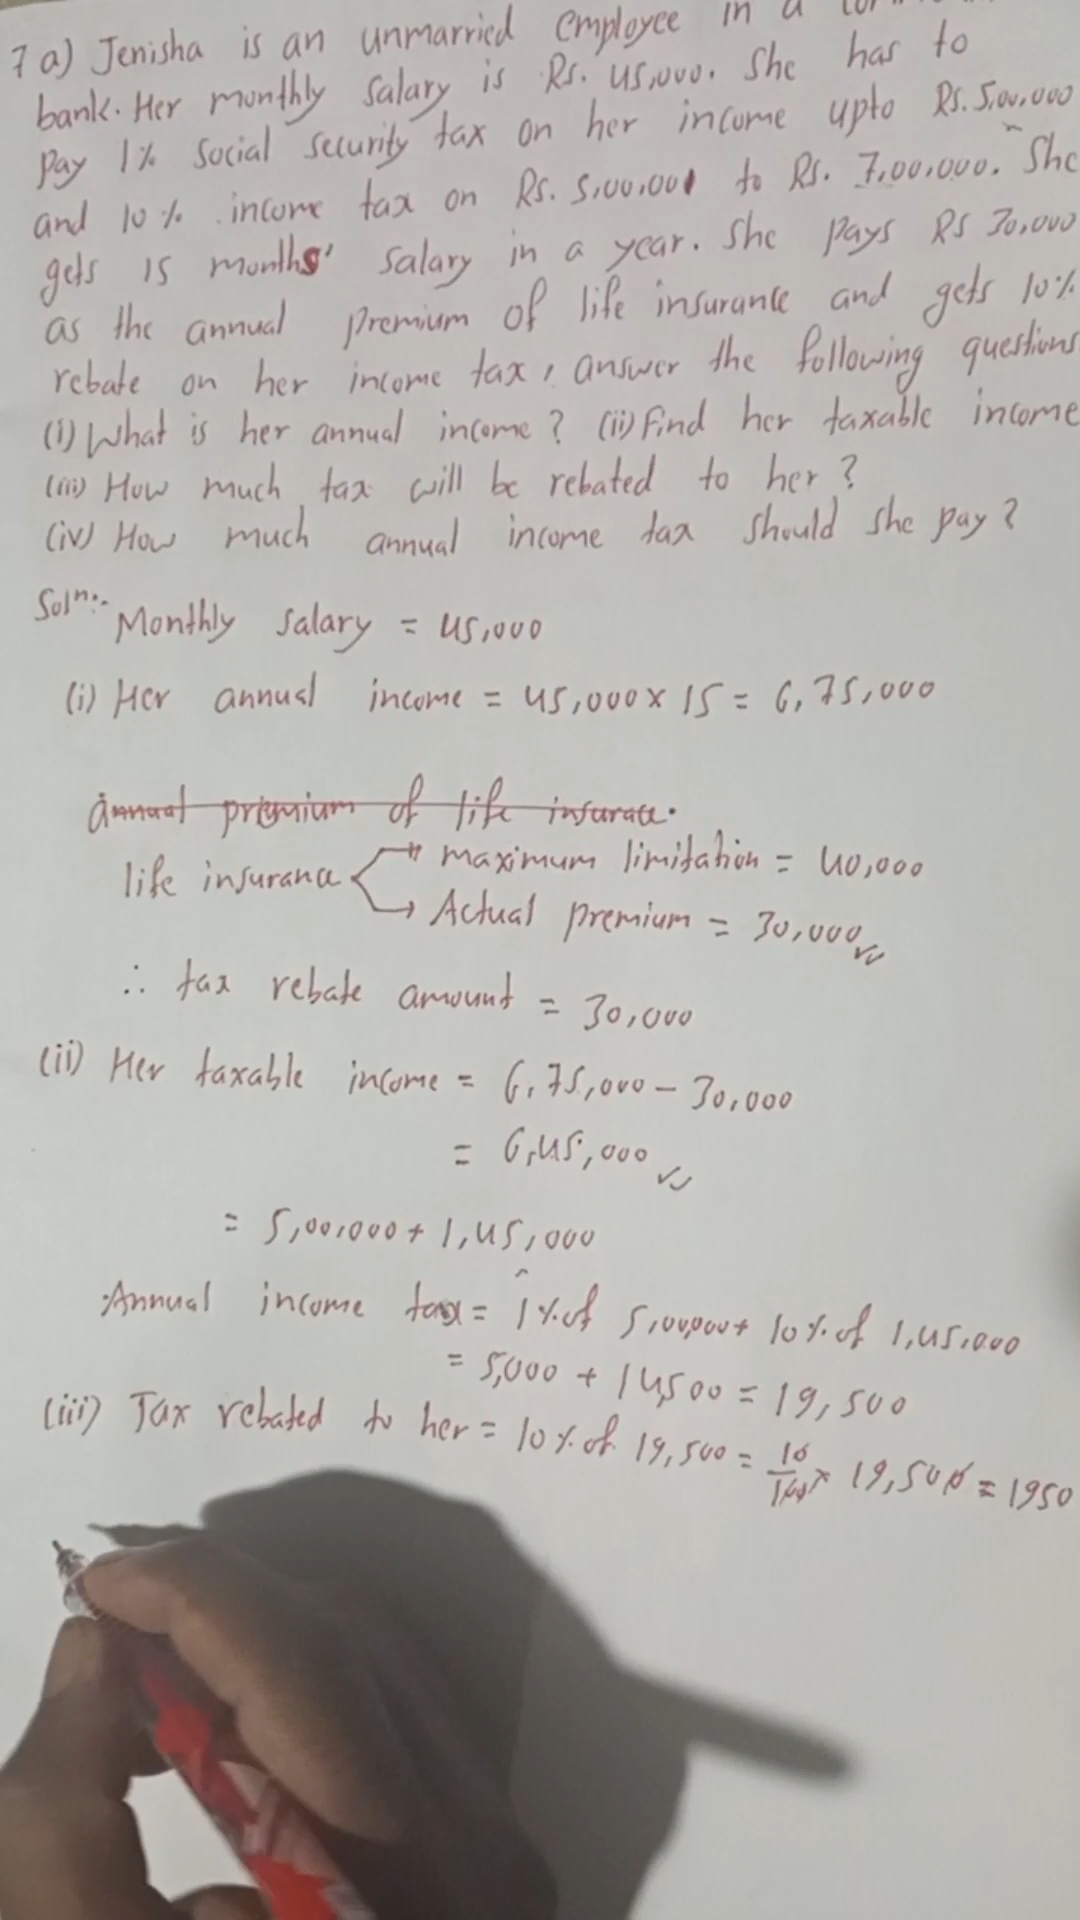 7 a) Jenisha is an unmarried employee in a
bank. Her monthly salary is Rs. 45,000. She has to
pay 1% social security tax on her income upto Rs. 5,00,000
and 10% income tax on Rs. 5,00,001 to Rs. 7,00,000. She
gets 15 months' salary in a year. She pays RS 30,000
as the annual premium of life insurance and gets 10%
rebate on her income tax, answer the following questions
(i) What is her annual income? (ii) Find her taxable income
(iii) How much tax will be rebated to her?
(iv) How much annual income tax should she pay?
Solⁿ:-
Monthly salary = 45,000
(i) Her annual income = 45,000 x 15 = 6,75,000
annual premium of life insurace.
life insurance → maximum limitation = 40,000
→ Actual premium = 30,000
∴ tax rebate amount = 30,000
(ii) Her taxable income = 6,75,000 - 30,000
= 6,45,000
= 5,00,000 + 1,45,000
Annual income tax = 1% of 5,00,000 + 10% of 1,45,000
= 5,000 + 14,500 = 19,500
(iii) Tax rebated to her = 10% of 19,500 = 10/100 x 19,500 = 1950